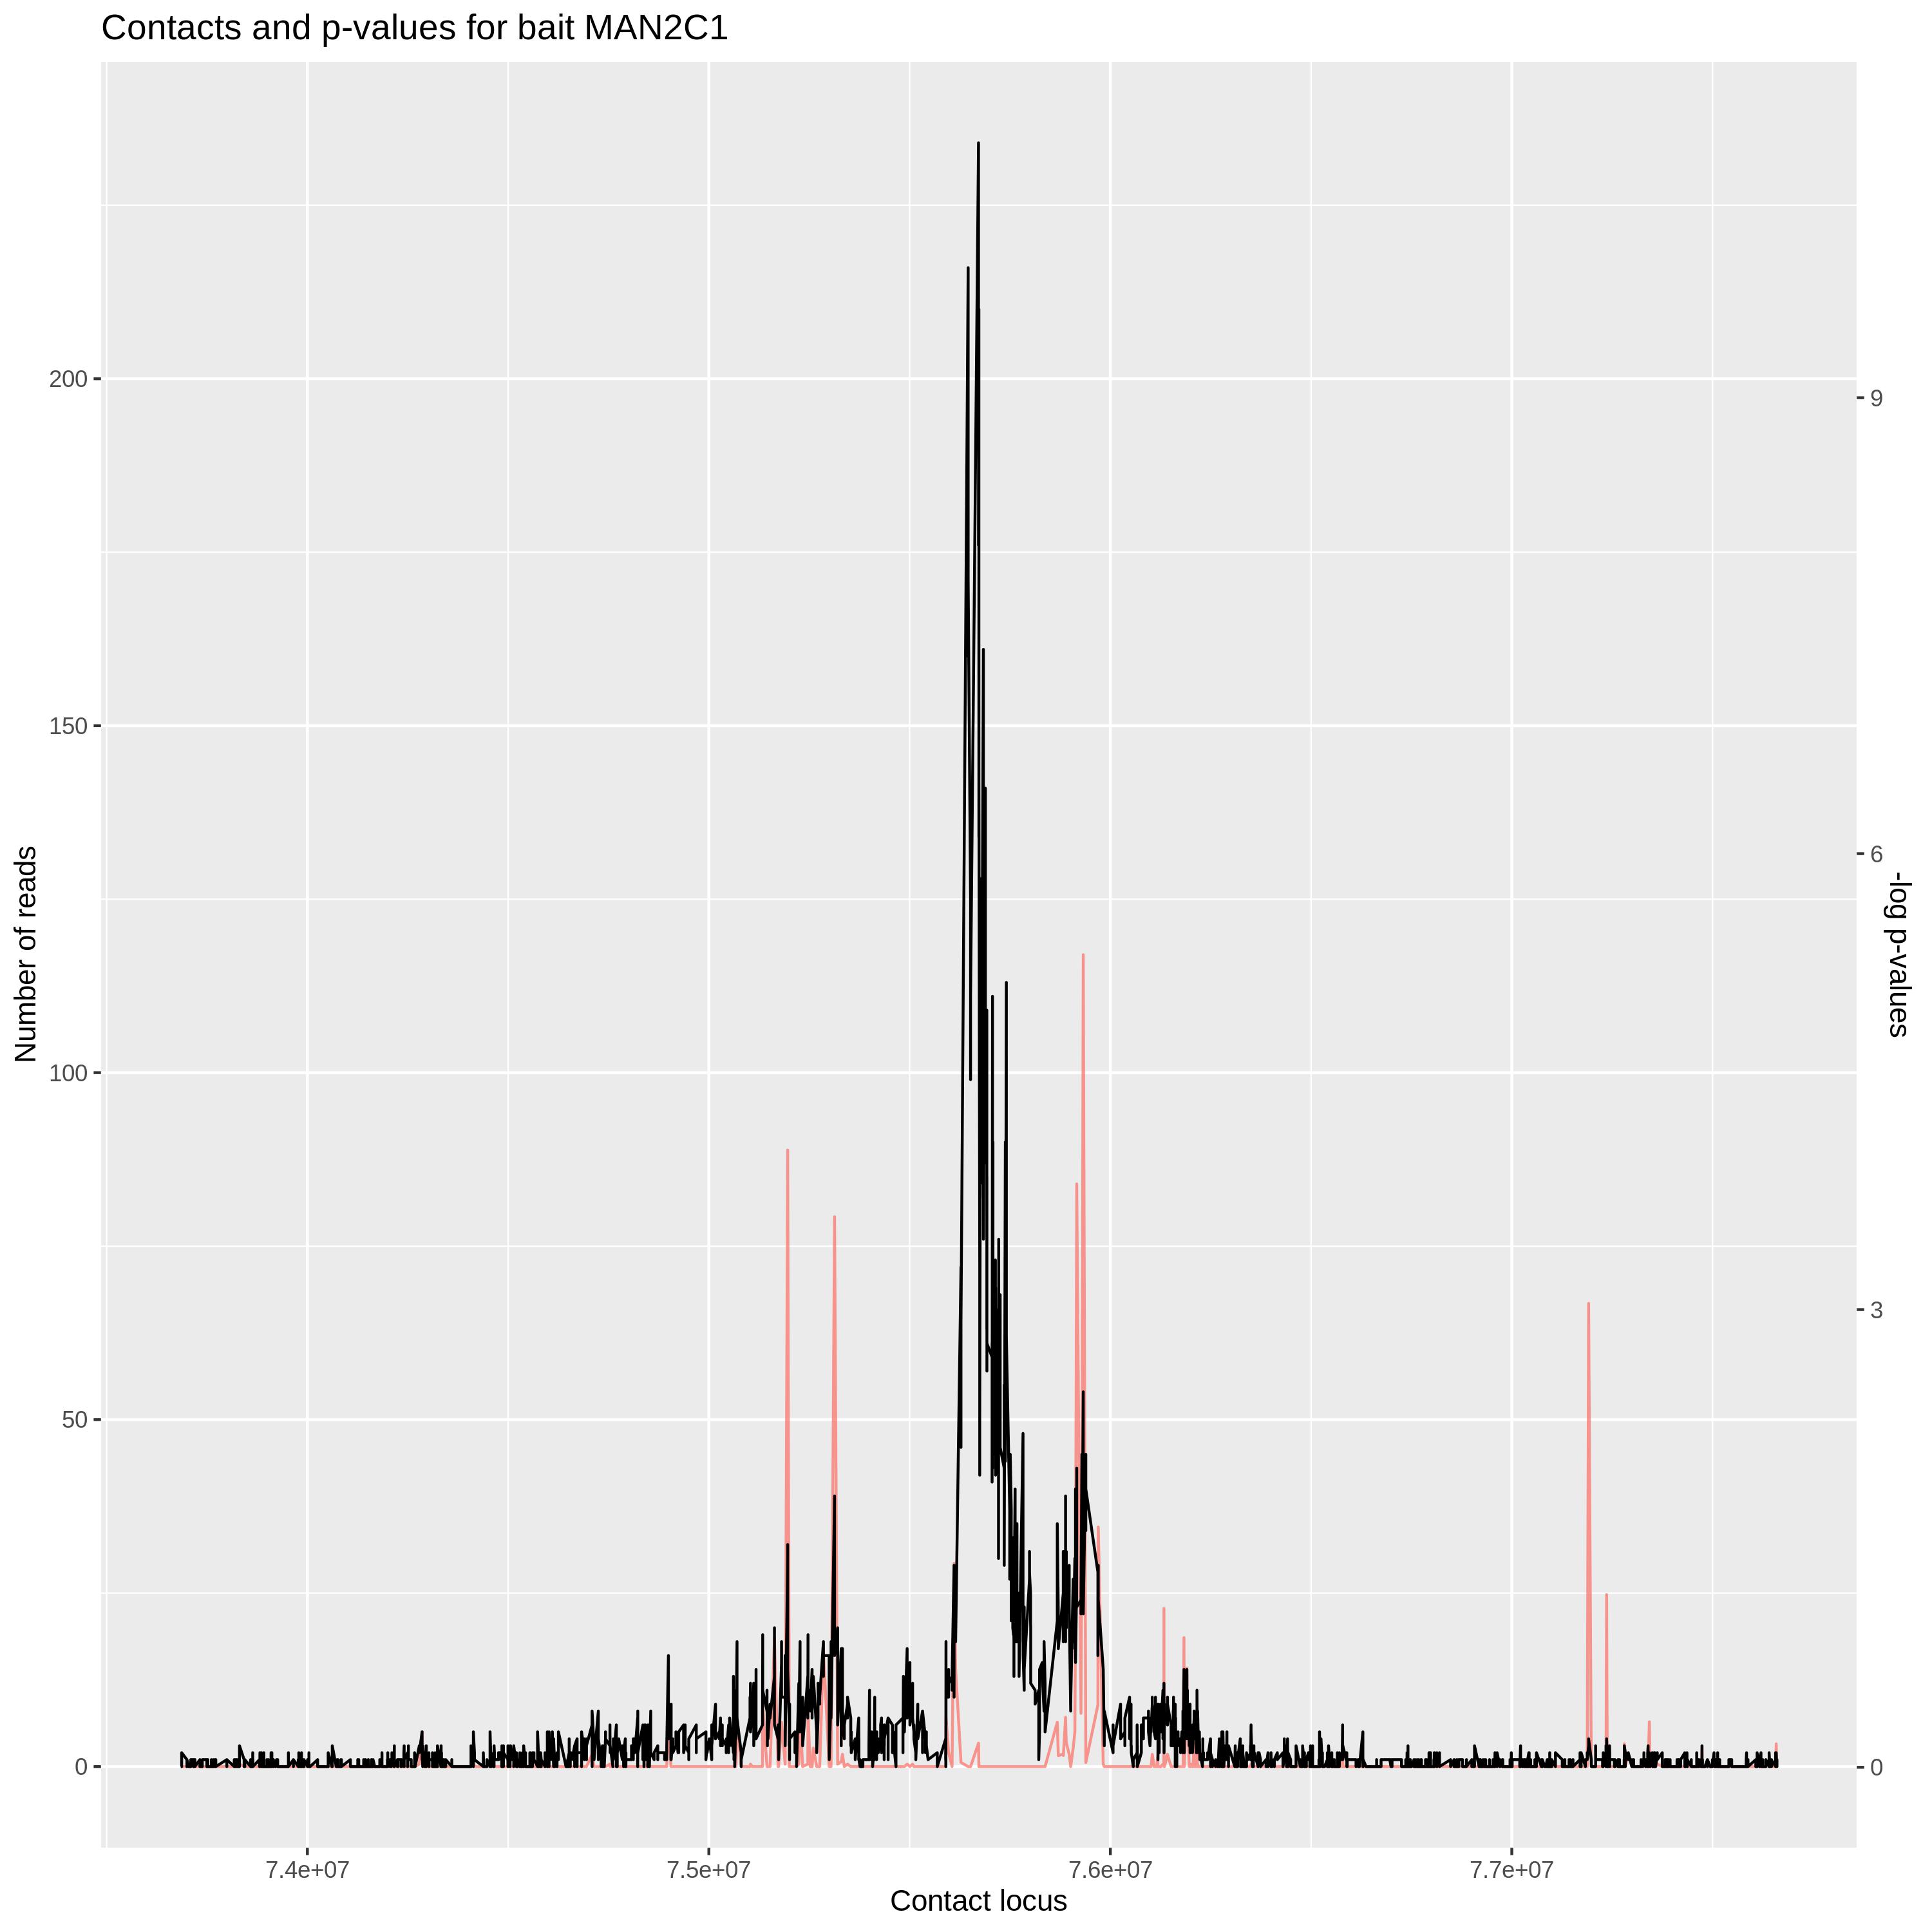 Contacts and p-values for bait MAN2C1
200
150
100
50
0
Number of reads
9
6
3
0
-log p-values
7.4e+07
7.5e+07
7.6e+07
7.7e+07
Contact locus